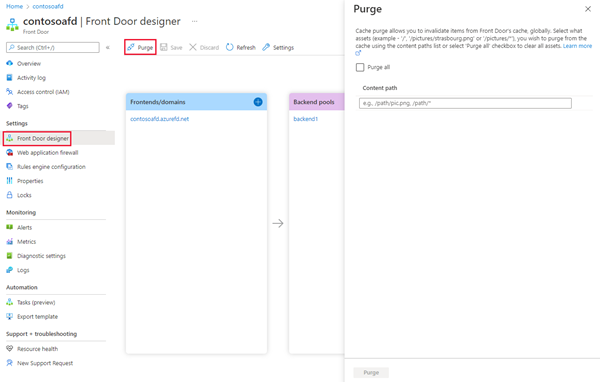 Home > contosoafd >
contosoafd | Front Door designer ...
Front Door
Search (Ctrl+/)
«
Purge Save Discard Refresh Settings
Overview
Activity log
Access control (IAM)
Tags
Settings
Front Door designer
Web application firewall
Rules engine configuration
Properties
Locks
Monitoring
Alerts
Metrics
Diagnostic settings
Logs
Automation
Tasks (preview)
Export template
Support + troubleshooting
Resource health
New Support Request
Frontends/domains
contosoafd.azurefd.net
Backend pools
backend1
Purge
Cache purge allows you to invalidate items from Front Door's cache, globally. Select what
assets (example - '/', '/pictures/strasbourg.png' or '/pictures/*'), you wish to purge from the
cache using the content paths list or select 'Purge all' checkbox to clear all assets. Learn more
Purge all
Content path
e.g., /path/pic.png, /path/*
Purge